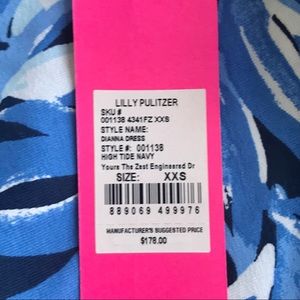 LILLY PULITZER
SKU #
001138 4341FZ XXS
STYLE NAME:
DIANNA DRESS
STYLE #: 001138
HIGH TIDE NAVY
Youre The Zest Engineered Dr
SIZE: XXS
889069 499976
MANUFACTURER'S SUGGESTED PRICE
$178.00